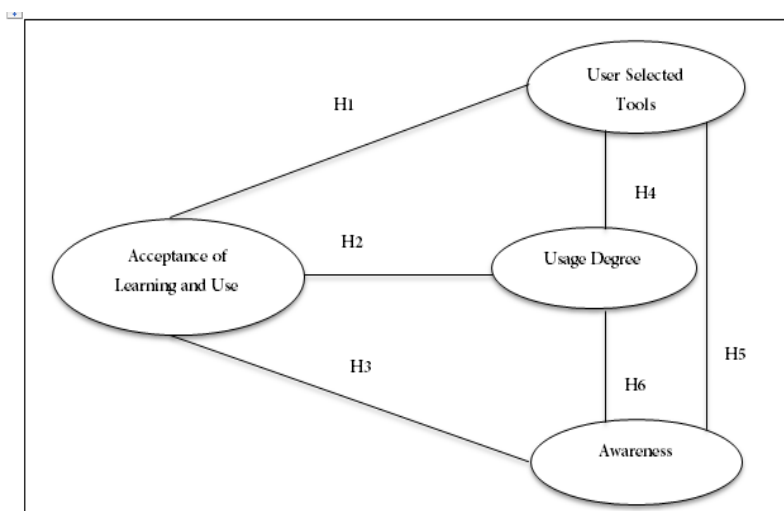 User Selected
Tools
H1
H4
H2
Usage Degree
Acceptance of
Learning and Use
H3
H5
H6
Awareness